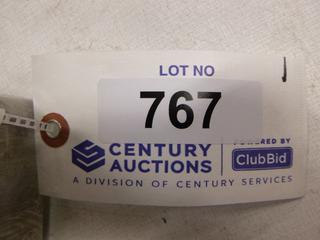 LOT NO
767
CENTURY
AUCTIONS
POWERED BY
ClubBid
A DIVISION OF CENTURY SERVICES